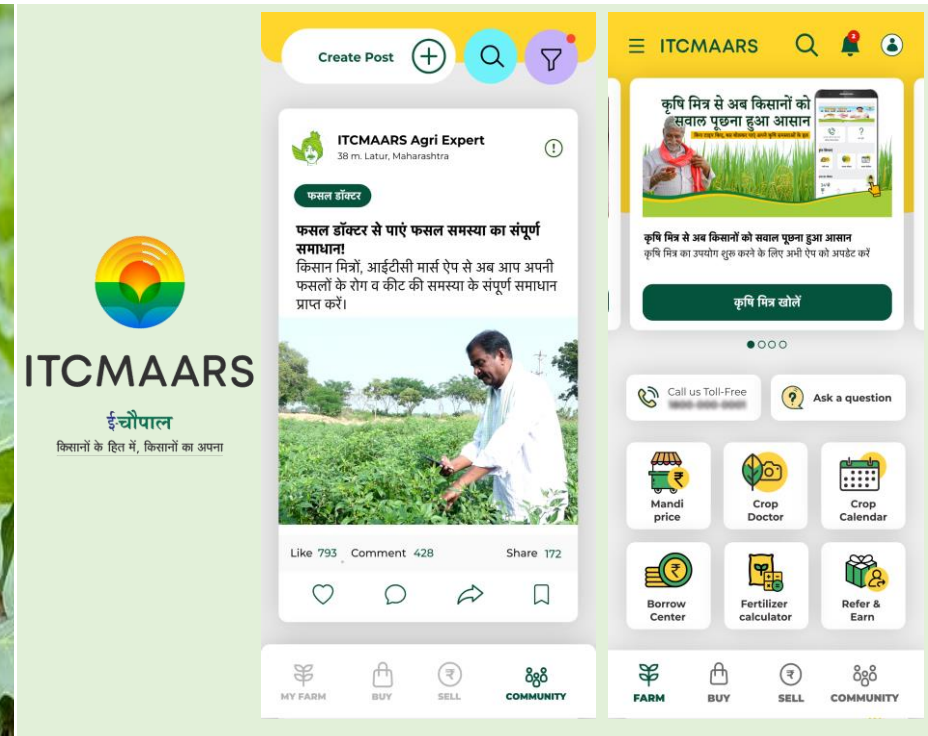 ITCMAARS
ईचौपाल
किसानों के हित में, किसानों का अपना
Create Post
ITCMAARS Agri Expert
38 m. Latur, Maharashtra
फसल डॉक्टर
फसल डॉक्टर से पाएं फसल समस्या का संपूर्ण
समाधान!
किसान मित्रों, आईटीसी मार्स ऐप से अब आप अपनी
फसलों के रोग व कीट की समस्या के संपूर्ण समाधान
प्राप्त करें।
Like 793 Comment 428 Share 172
MY FARM BUY SELL COMMUNITY
ITCMAARS
2
कृषि मित्र से अब किसानों को
सवाल पूछना हुआ आसान
कृषि मित्र से अब किसानों को सवाल पूछना हुआ आसान
कृषि मित्र का उपयोग शुरू करने के लिए अभी ऐप को अपडेट करें
कृषि मित्र खोलें
Call us Toll-Free
Ask a question
Mandi
price
Crop
Doctor
Crop
Calendar
Borrow
Center
Fertilizer
calculator
Refer &
Earn
FARM BUY SELL COMMUNITY